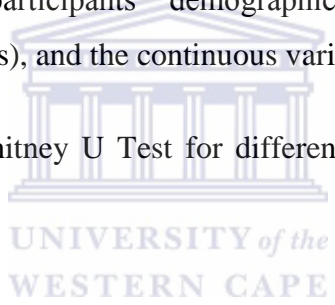 participants demographic
s), and the continuous vari
hitney U Test for differen
UNIVERSITY of the
WESTERN CAPE